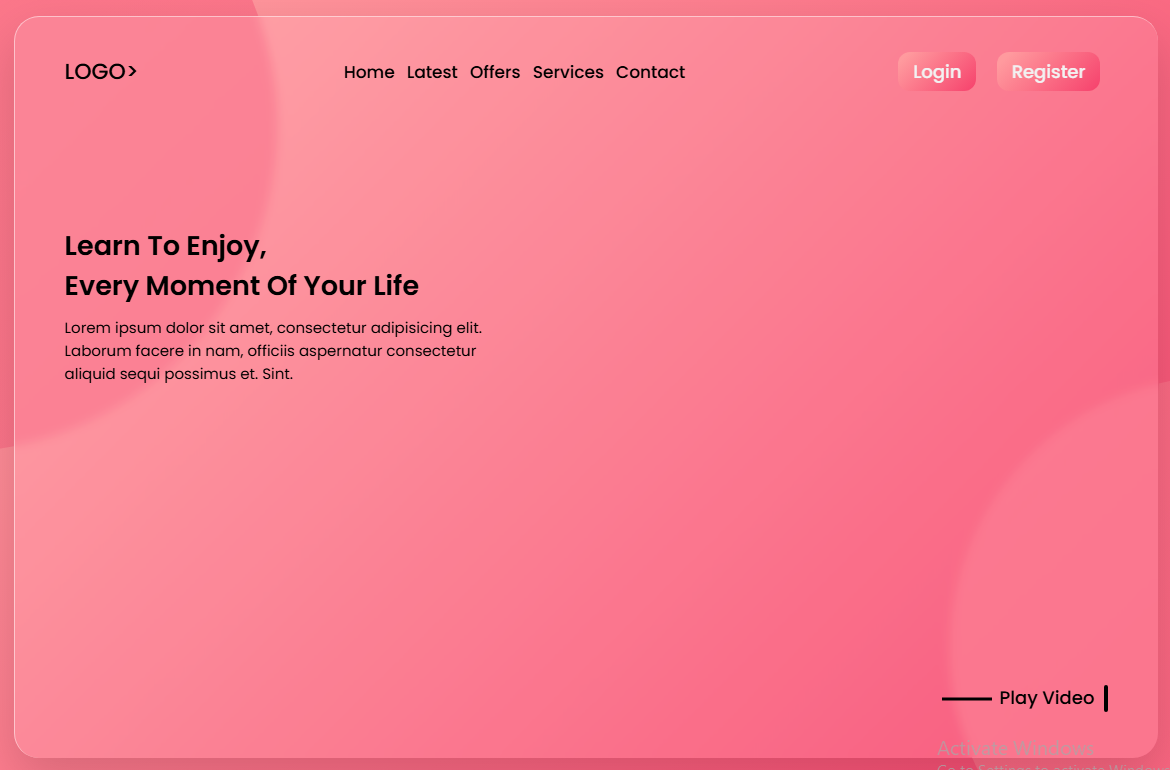 LOGO>
Home Latest Offers Services Contact
Login
Register
Learn To Enjoy,
Every Moment Of Your Life
Lorem ipsum dolor sit amet, consectetur adipisicing elit.
Laborum facere in nam, officiis aspernatur consectetur
aliquid sequi possimus et. Sint.
Play Video
Activate Windows
Go to Settings to activate Windows